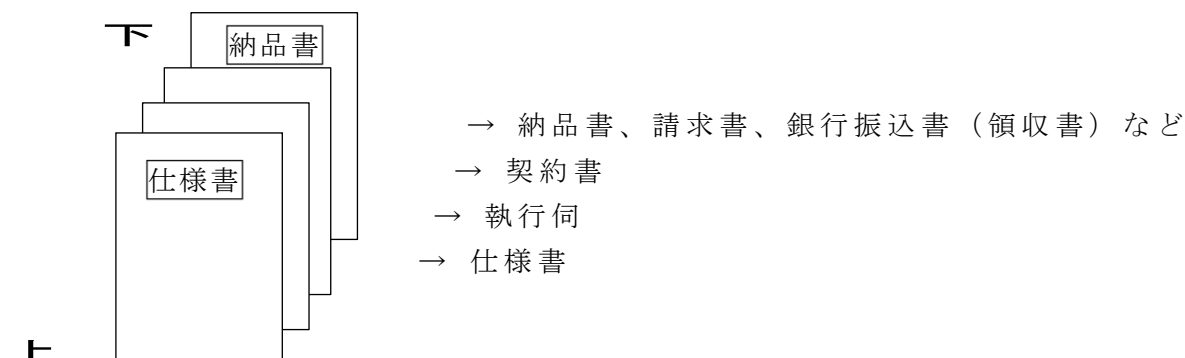 下
納品書
→ 納品書、請求書、銀行振込書（領収書）など
→ 契約書
仕様書
→ 執行伺
→ 仕様書
上